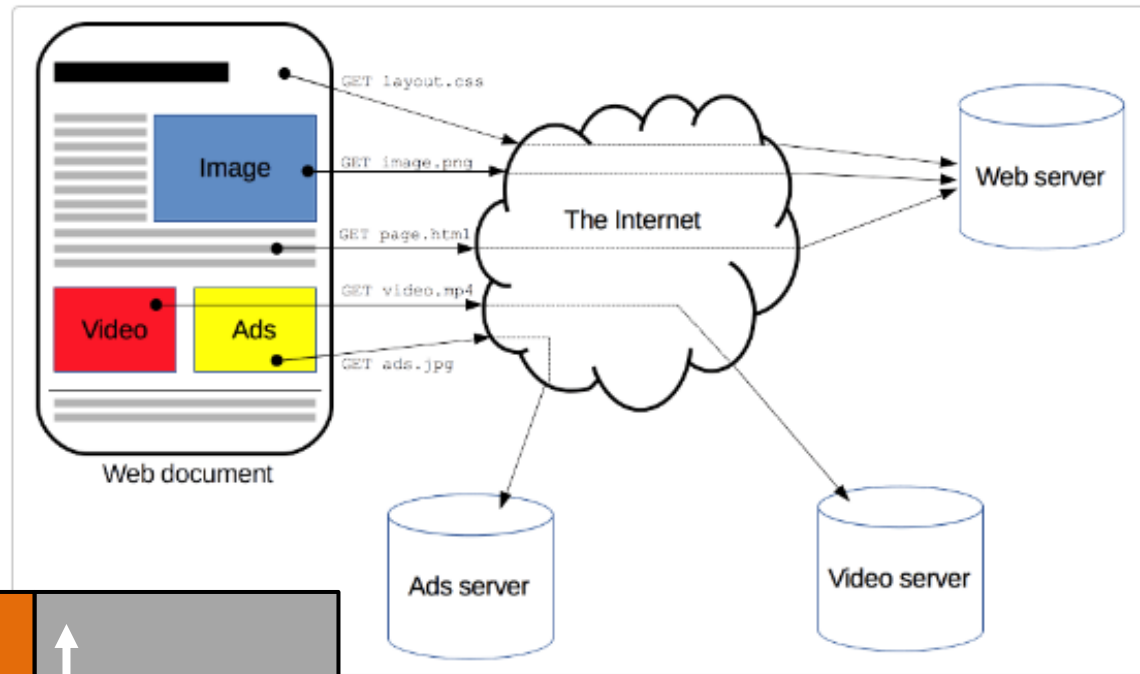 GET layout.css
Image
GET image.png
Web server
The Internet
GET page.html
GET video.mp4
Video
Ads
GET ads.jpg
Web document
Ads server
Video server